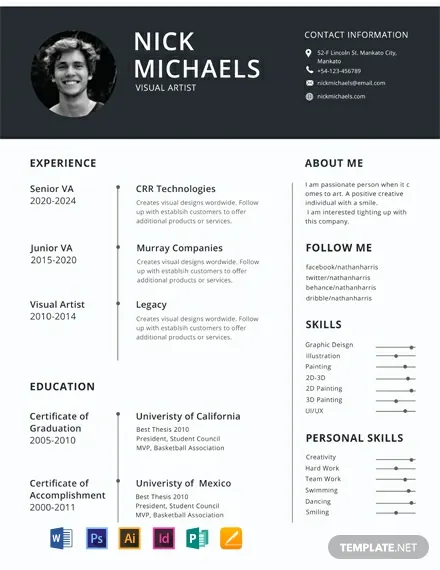 NICK
MICHAELS
VISUAL ARTIST
CONTACT INFORMATION
52-F Lincoln St. Mankato City,
Mankato
+54-123-456789
nickmichaels@email.com
nickmichaels.com
EXPERIENCE
Senior VA
2020-2024
CRR Technologies
Creates visual designs wordwide. Follow
up with establsih customers to offer
additional products or services.
Junior VA
2015-2020
Murray Companies
Creates visual designs wordwide. Follow
up with establsih customers to offer
additional products or services.
Visual Artist
2010-2014
Legacy
Creates visual designs wordwide. Follow
up with establsih customers to offer
additional products or services.
EDUCATION
Certificate of
Graduation
2005-2010
Univeristy of California
Best Thesis 2010
President, Student Council
MVP, Basketball Association
Certificate of
Accomplishment
2000-2011
Univeristy of Mexico
Best Thesis 2010
President, Student Council
MVP, Basketball Association
ABOUT ME
I am passionate person when it c
omes to art. A positive creative
individual with a smile.
I am interested tighting up with
this company.
FOLLOW ME
facebook/nathanharris
twitter/nathanharris
behance/nathanharris
dribble/nathanharris
SKILLS
Graphic Deisgn
Illustration
Painting
2D-3D
2D Painting
3D Painting
UI/UX
PERSONAL SKILLS
Creativity
Hard Work
Team Work
Swimming
Dancing
Smiling
W
Ps
Ai
Id
P
TEMPLATE.NET